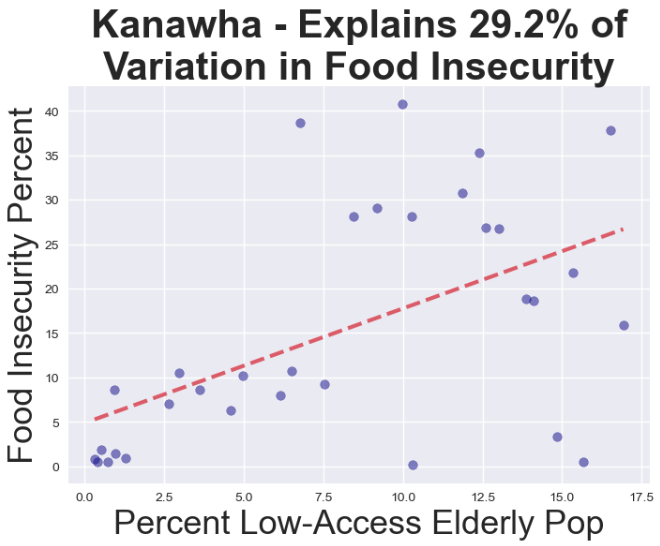 Kanawha - Explains 29.2% of
Variation in Food Insecurity
Food Insecurity Percent
40
35
30
25
20
15
10
5
0
0.0 2.5 5.0 7.5 10.0 12.5 15.0 17.5
Percent Low-Access Elderly Pop